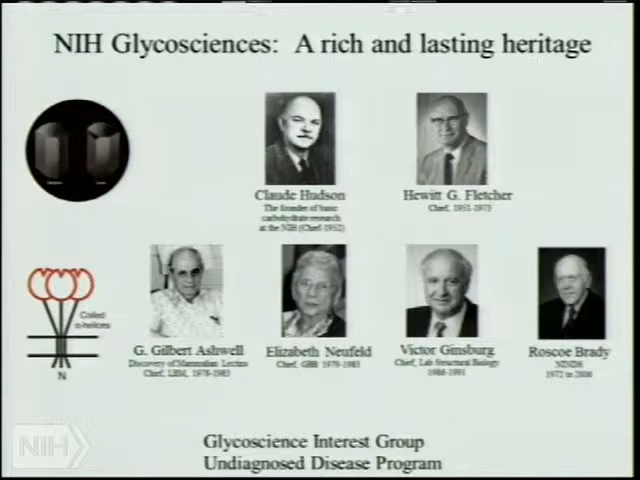 NIH Glycosciences: A rich and lasting heritage
Claude Hudson
The founder of basic
carbohydrate research
at the NIH (Chief-1952)
Hewitt G. Fletcher
Chief, 1951-1973
Coiled
α-helices
N
G. Gilbert Ashwell
Discovery of Mammalian Lectins
Chief, LBM, 1978-1983
Elizabeth Neufeld
Chief, GBB 1979-1983
Victor Ginsburg
Chief, Lab Structural Biology
1986-1991
Roscoe Brady
NINDS
1972 to 2006
NIH
Glycoscience Interest Group
Undiagnosed Disease Program